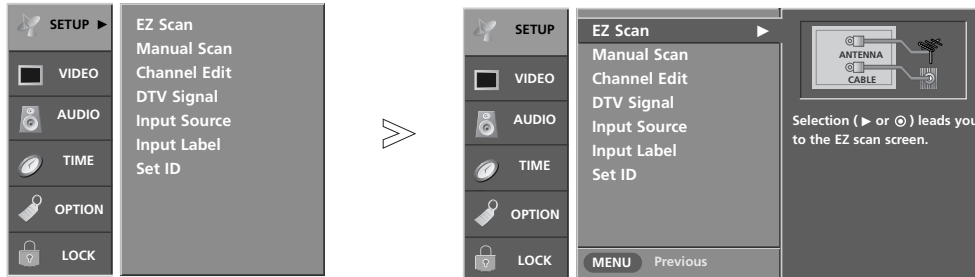 SETUP ►
VIDEO
AUDIO
TIME
OPTION
LOCK
EZ Scan
Manual Scan
Channel Edit
DTV Signal
Input Source
Input Label
Set ID
SETUP
VIDEO
AUDIO
TIME
OPTION
LOCK
EZ Scan ►
Manual Scan
Channel Edit
DTV Signal
Input Source
Input Label
Set ID
MENU Previous
ANTENNA
CABLE
Selection ( ► or ◉ ) leads you
to the EZ scan screen.